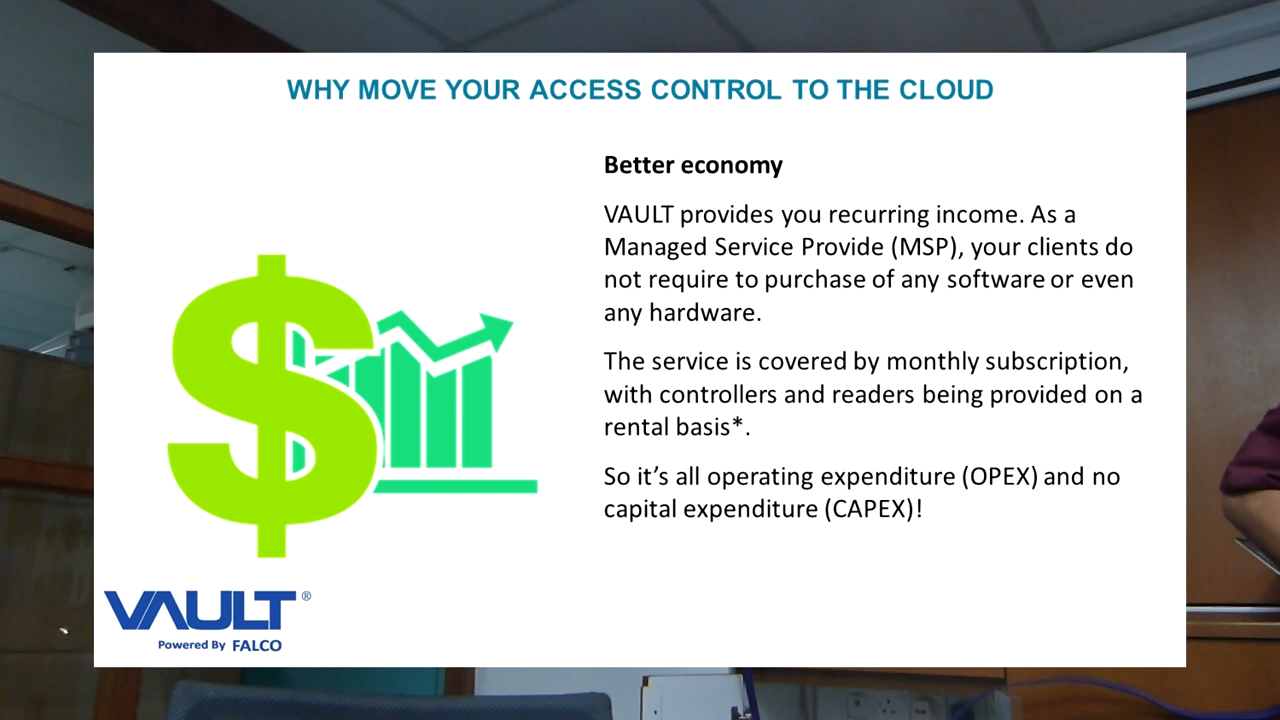 WHY MOVE YOUR ACCESS CONTROL TO THE CLOUD
Better economy
VAULT provides you recurring income. As a
Managed Service Provide (MSP), your clients do
not require to purchase of any software or even
any hardware.
The service is covered by monthly subscription,
with controllers and readers being provided on a
rental basis*.
So it's all operating expenditure (OPEX) and no
capital expenditure (CAPEX)!
VAULT®
Powered By FALCO